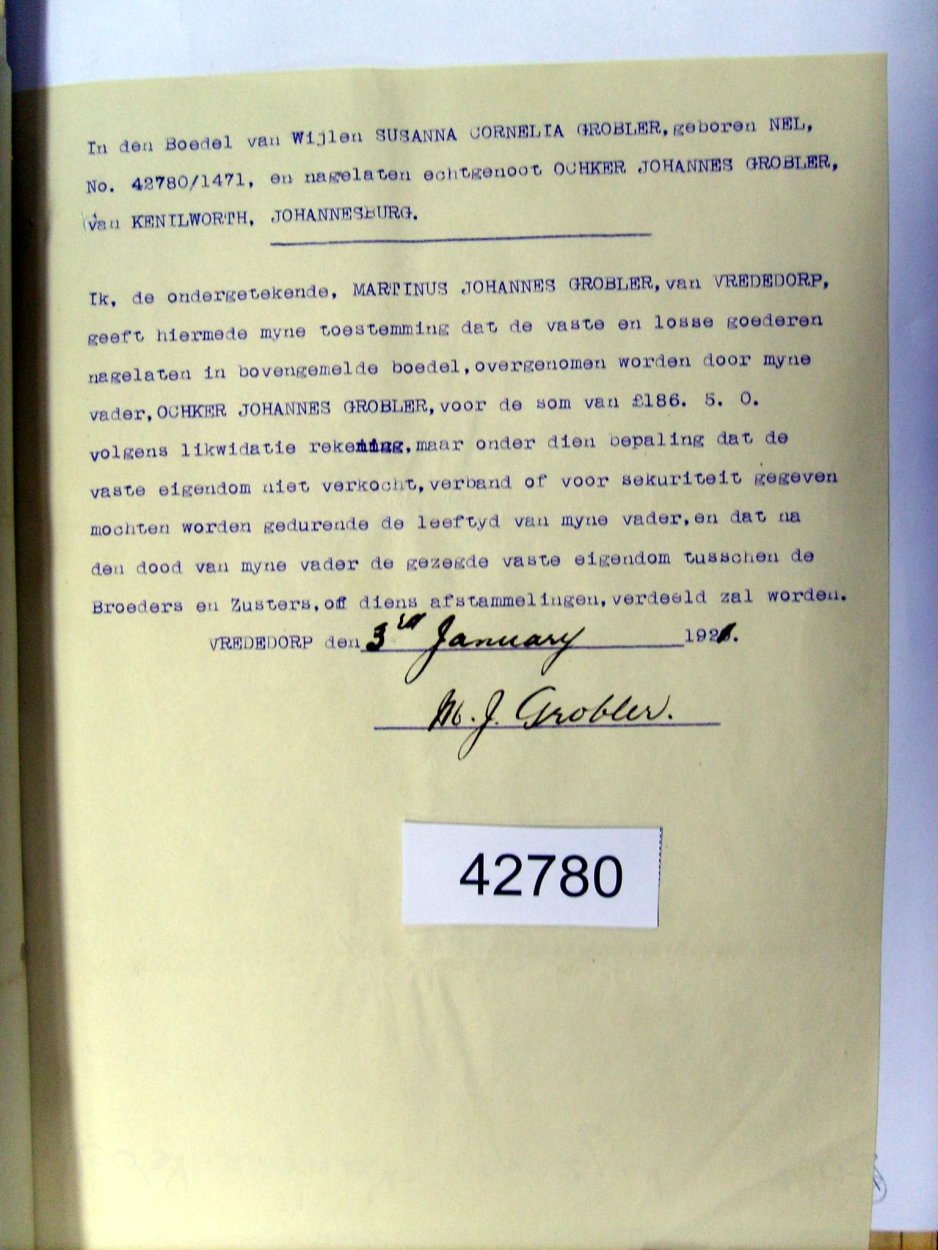 In den Boedel van Wijlen SUSANNA CORNELIA GROBLER, geboren NEL,
No. 42780/1471, en nagelaten echtgenoot OCHKER JOHANNES GROBLER,
van KENILWORTH, JOHANNESBURG.
Ik, de ondergetekende, MARTINUS JOHANNES GROBLER, van VREDEDORP,
geeft hiermede myne toestemming dat de vaste en losse goederen
nagelaten in bovengemelde boedel, overgenomen worden door myne
vader, OCHKER JOHANNES GROBLER, voor de som van £186. 5. 0.
volgens likwidatie rekening, maar onder dien bepaling dat de
vaste eigendom niet verkocht, verband of voor sekuriteit gegeven
mochten worden gedurende de leeftyd van myne vader, en dat na
den dood van myne vader de gezegde vaste eigendom tusschen de
Broeders en Zusters, off diens afstammelingen, verdeeld zal worden.
VREDEDORP den 3rd January 1921.
M. J. Grobler.
42780